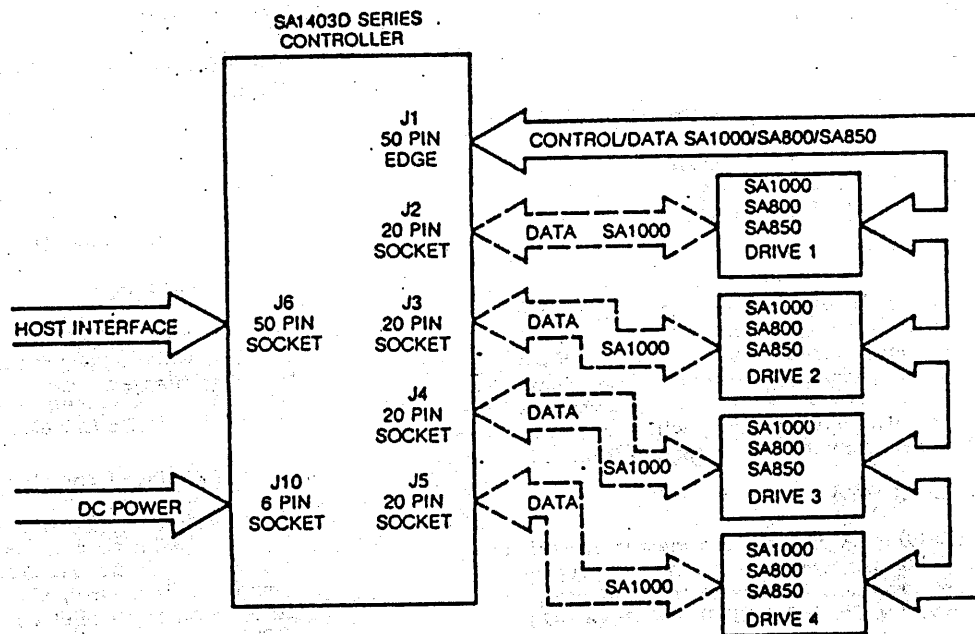 SA1403D SERIES
CONTROLLER
J1
50 PIN
EDGE
CONTROL/DATA SA1000/SA800/SA850
J2
20 PIN
SOCKET
DATA SA1000
SA1000
SA800
SA850
DRIVE 1
HOST INTERFACE
J6
50 PIN
SOCKET
J3
20 PIN
SOCKET
DATA
SA1000
SA1000
SA800
SA850
DRIVE 2
J4
20 PIN
SOCKET
DATA
SA1000
SA1000
SA800
SA850
DRIVE 3
DC POWER
J10
6 PIN
SOCKET
J5
20 PIN
SOCKET
DATA
SA1000
SA1000
SA800
SA850
DRIVE 4